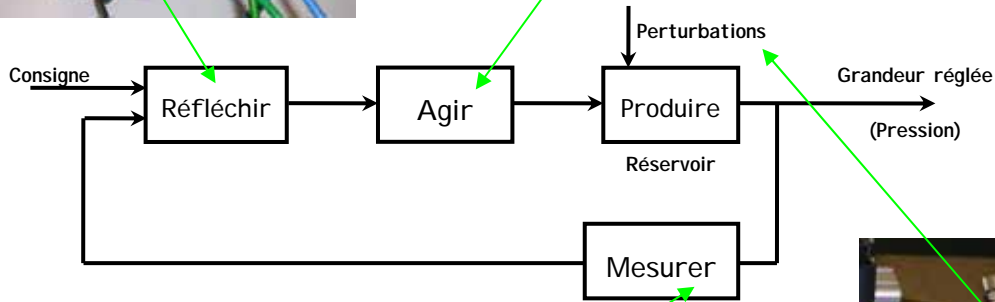 Perturbations
Consigne
Grandeur réglée
Réfléchir
Agir
Produire
(Pression)
Réservoir
Mesurer